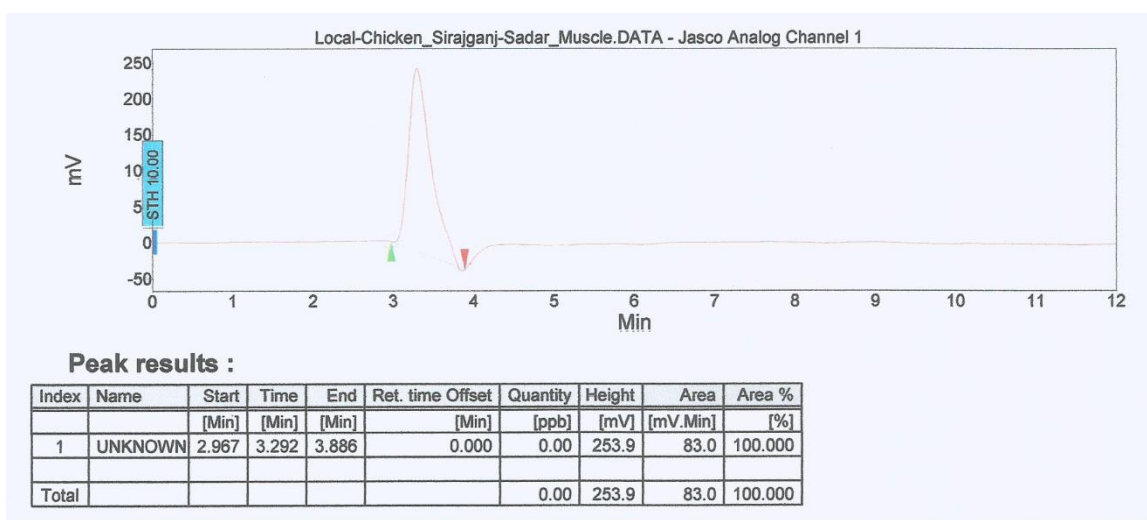 Local-Chicken_Sirajganj-Sadar_Muscle.DATA - Jasco Analog Channel 1
250
200
150
10
5
0
-50
mV
STH 10.00
0 1 2 3 4 5 6 7 8 9 10 11 12
Min
Peak results :
Index Name Start Time End Ret. time Offset Quantity Height Area Area %
[Min] [Min] [Min] [Min] [ppb] [mV] [mV.Min] [%]
1 UNKNOWN 2.967 3.292 3.886 0.000 0.00 253.9 83.0 100.000
Total 0.00 253.9 83.0 100.000